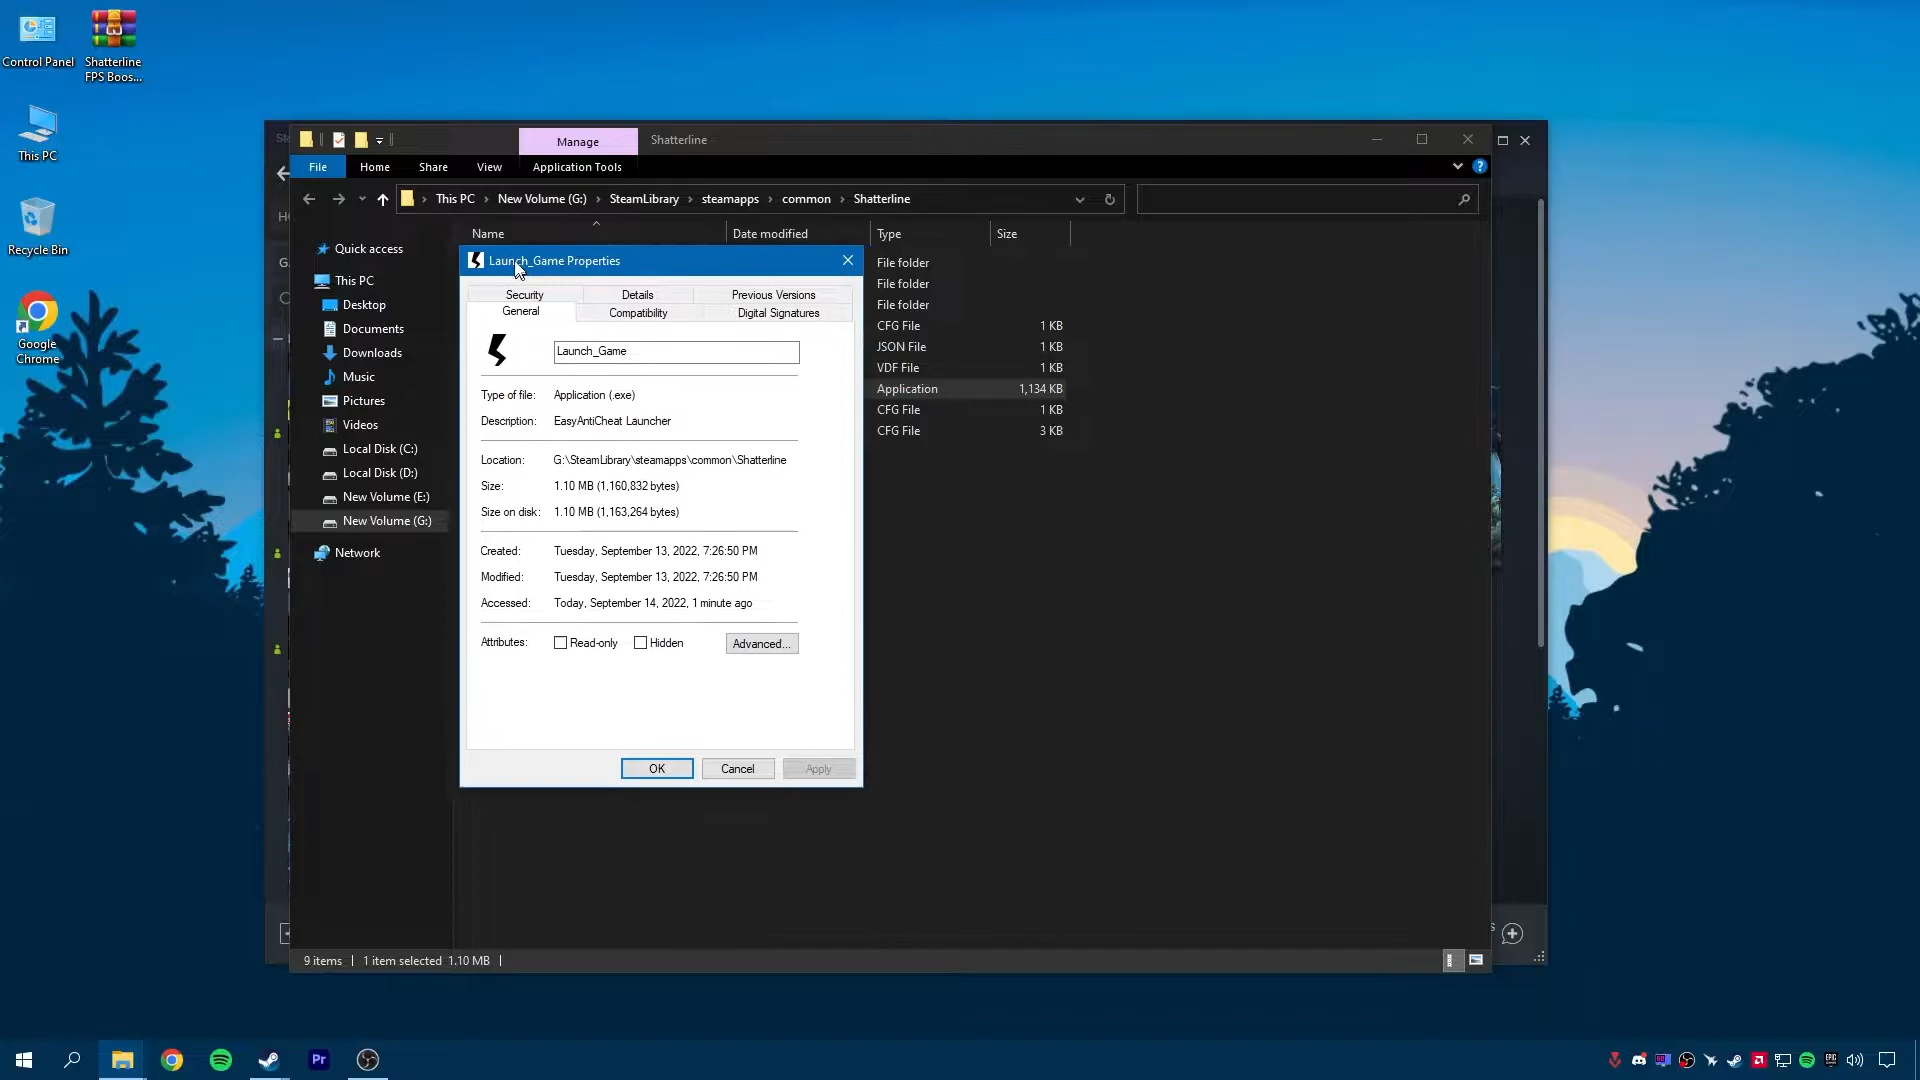 Control Panel
Shatterline
FPS Boos...
This PC
Recycle Bin
Google
Chrome
Manage
Shatterline
File
Home
Share
View
Application Tools
This PC
New Volume (G:)
SteamLibrary
steamapps
common
Shatterline
Name
Date modified
Type
Size
Quick access
This PC
Desktop
Documents
Downloads
Music
Pictures
Videos
Local Disk (C:)
Local Disk (D:)
New Volume (E:)
New Volume (G:)
Network
Launch_Game Properties
Security
Details
Previous Versions
General
Compatibility
Digital Signatures
Launch_Game
Type of file: Application (.exe)
Description: EasyAntiCheat Launcher
Location: G:\SteamLibrary\steamapps\common\Shatterline
Size: 1.10 MB (1,160,832 bytes)
Size on disk: 1.10 MB (1,163,264 bytes)
Created: Tuesday, September 13, 2022, 7:26:50 PM
Modified: Tuesday, September 13, 2022, 7:26:50 PM
Accessed: Today, September 14, 2022, 1 minute ago
Attributes: Read-only Hidden Advanced...
OK Cancel Apply
File folder
File folder
File folder
CFG File 1 KB
JSON File 1 KB
VDF File 1 KB
Application 1,134 KB
CFG File 1 KB
CFG File 3 KB
9 items 1 item selected 1.10 MB
Pr